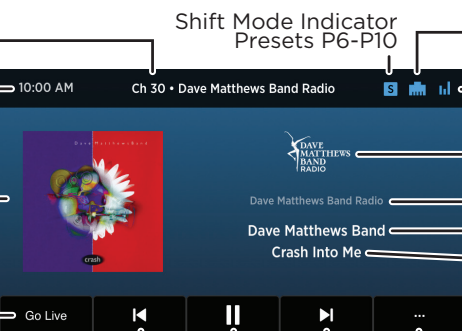 Shift Mode Indicator
Presets P6-P10
10:00 AM
Ch 30 • Dave Matthews Band Radio
S
Dave Matthews Band
crash
DAVE
MATTHEWS
BAND
RADIO
Dave Matthews Band Radio
Dave Matthews Band
Crash Into Me
Go Live
...